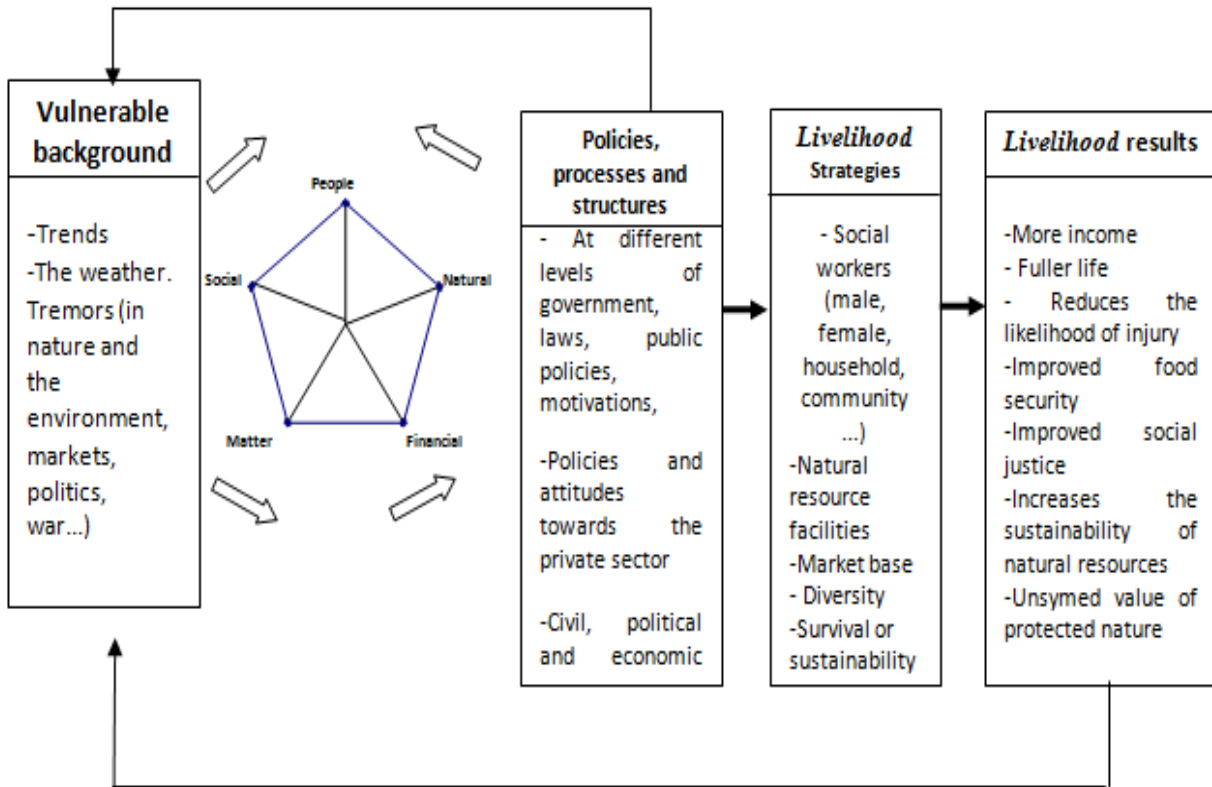 Vulnerable
background
-Trends
-The weather.
Tremors (in
nature and
the
environment,
markets,
politics,
war...)
People
Social
Natural
Matter
Financial
Policies,
processes and
structures
- At different
levels of
government,
laws, public
policies,
motivations,
-Policies and
attitudes
towards the
private sector
-Civil, political
and economic
Livelihood
Strategies
- Social
workers
(male,
female,
household,
community
...)
-Natural
resource
facilities
-Market base
- Diversity
-Survival or
sustainability
Livelihood results
-More income
- Fuller life
- Reduces the
likelihood of injury
-Improved food
security
-Improved social
justice
-Increases the
sustainability of
natural resources
-Unsymed value of
protected nature